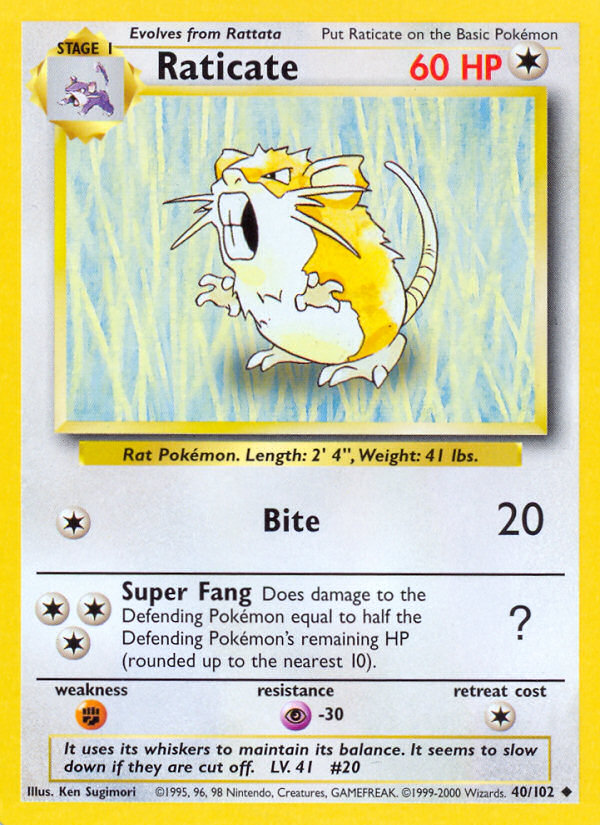 Evolves from Rattata
Put Raticate on the Basic Pokémon
STAGE 1
Raticate
60 HP
Rat Pokémon. Length: 2' 4", Weight: 41 lbs.
Bite
20
Super Fang Does damage to the
Defending Pokémon equal to half the
Defending Pokémon's remaining HP
(rounded up to the nearest 10).
?
weakness
resistance
retreat cost
-30
It uses its whiskers to maintain its balance. It seems to slow
down if they are cut off. LV. 41 #20
Illus. Ken Sugimori
©1995, 96, 98 Nintendo, Creatures, GAMEFREAK. ©1999-2000 Wizards. 40/102